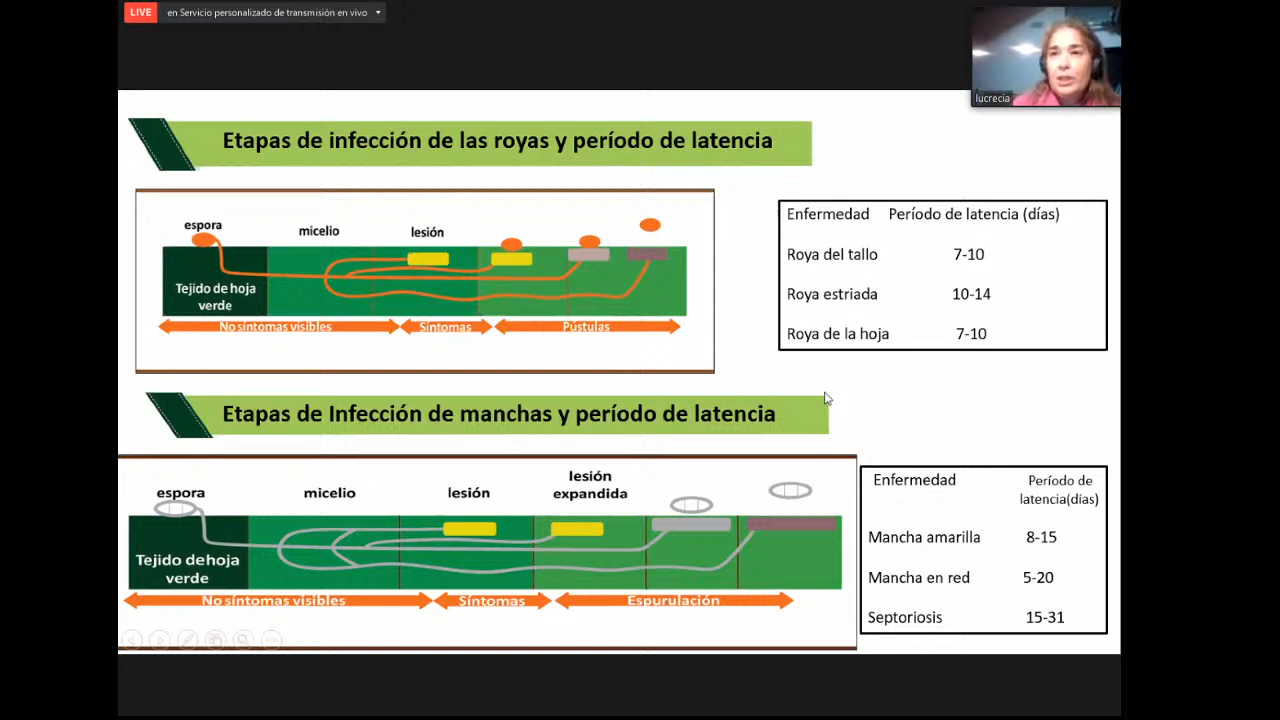 LIVE en Servicio personalizado de transmisión en vivo
lucrecia
Etapas de infección de las royas y período de latencia
espora
micelio
lesión
Tejido de hoja
verde
No síntomas visibles
Síntomas
Pústulas
Enfermedad Período de latencia (días)
Roya del tallo 7-10
Roya estriada 10-14
Roya de la hoja 7-10
Etapas de Infección de manchas y período de latencia
espora
micelio
lesión
lesión
expandida
Tejido de hoja
verde
No síntomas visibles
Síntomas
Espurulación
Enfermedad
Período de
latencia(días)
Mancha amarilla 8-15
Mancha en red 5-20
Septoriosis 15-31